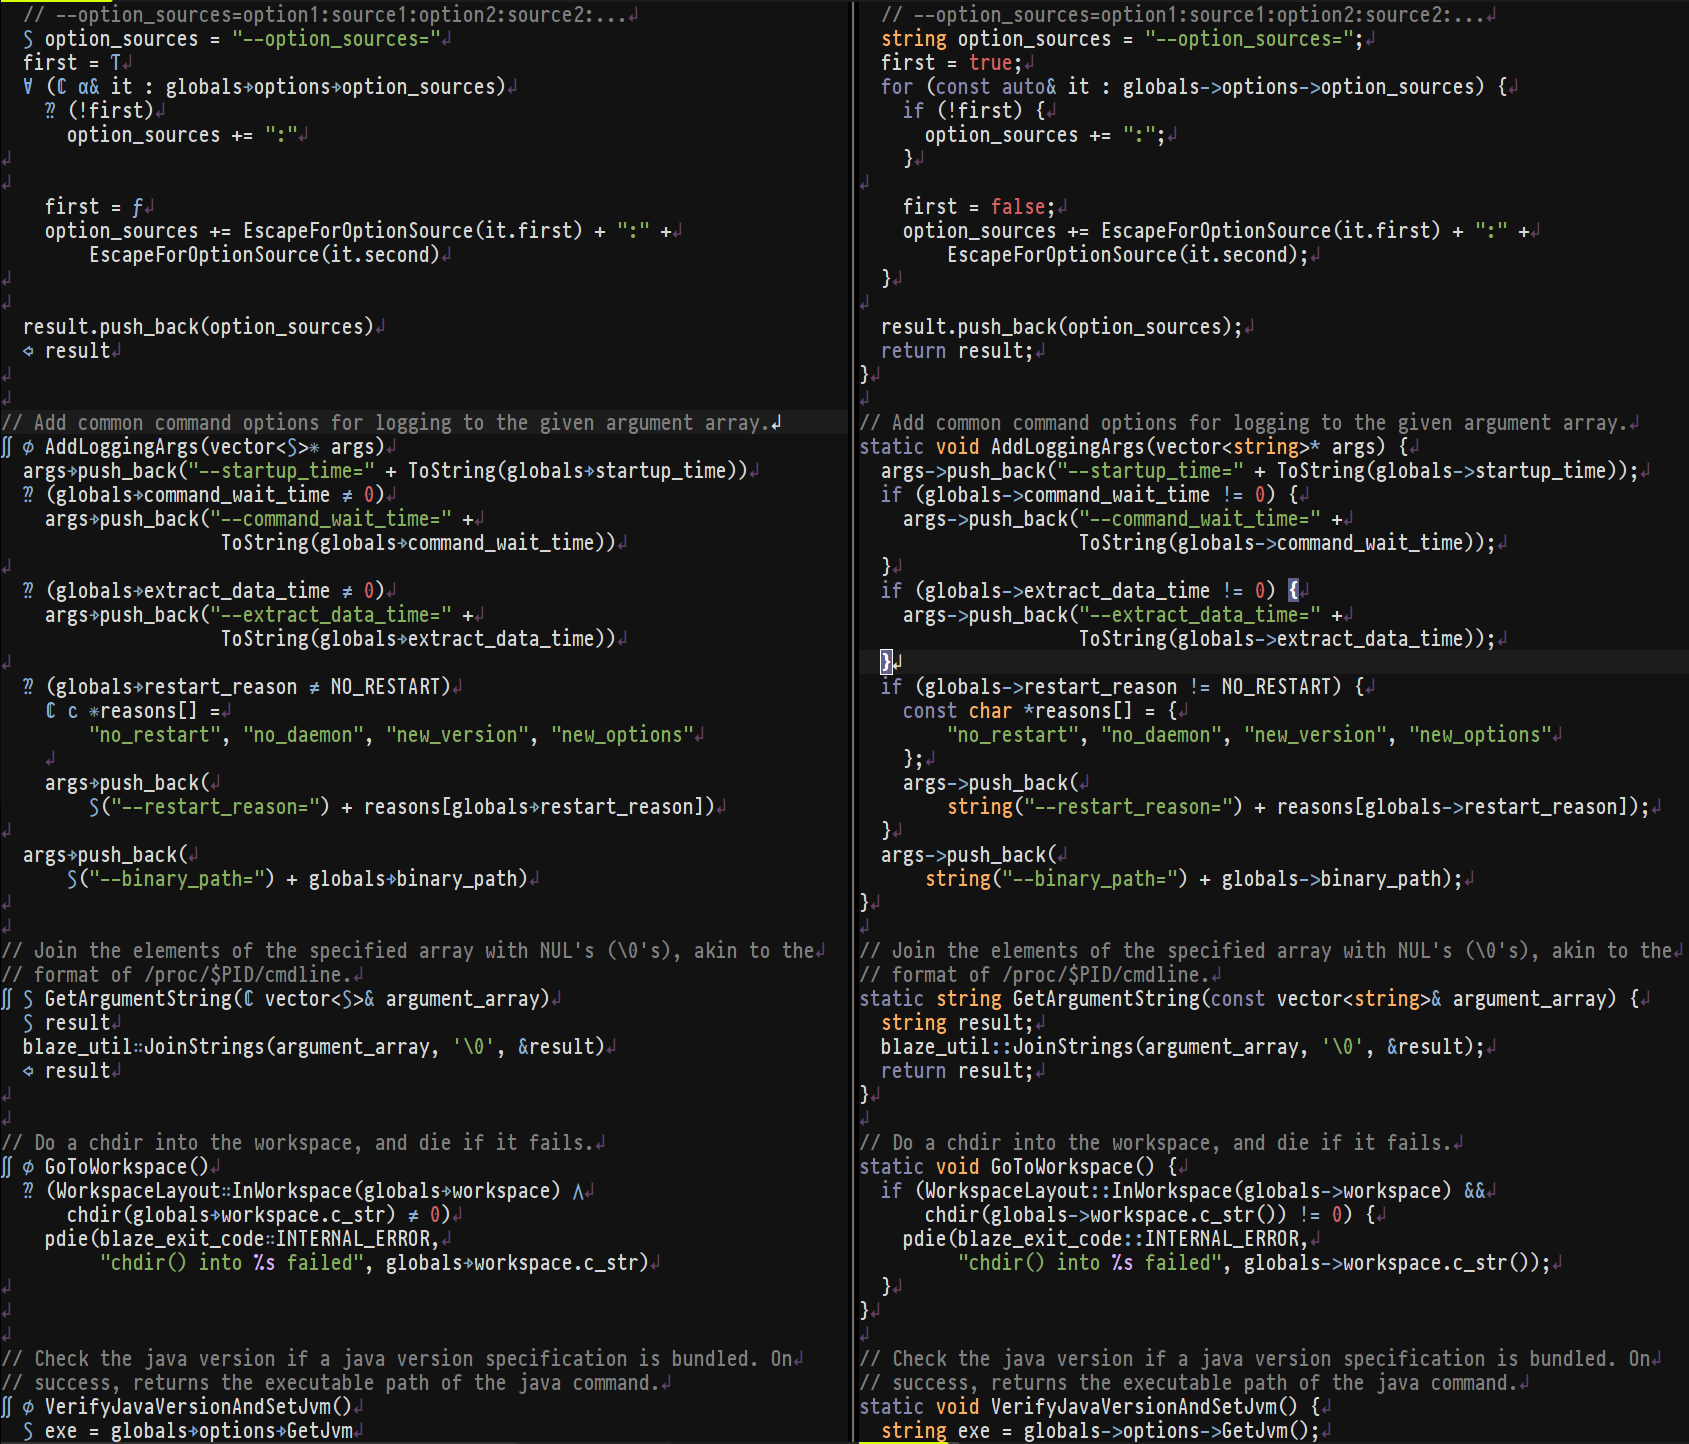 // --option_sources=option1:source1:option2:source2:...↲
S option_sources = "--option_sources="↲
first = T↲
∀ (ℂ α& it : globals→options→option_sources)↲
⁇ (!first)↲
option_sources += ":"↲
↲
↲
first = ƒ↲
option_sources += EscapeForOptionSource(it.first) + ":" +↲
EscapeForOptionSource(it.second)↲
↲
↲
result.push_back(option_sources)↲
⇦ result↲
↲
↲
// Add common command options for logging to the given argument array.↲
∬ ∅ AddLoggingArgs(vector<S>∗ args)↲
args→push_back("--startup_time=" + ToString(globals→startup_time))↲
⁇ (globals→command_wait_time ≠ 0)↲
args→push_back("--command_wait_time=" +↲
ToString(globals→command_wait_time))↲
↲
⁇ (globals→extract_data_time ≠ 0)↲
args→push_back("--extract_data_time=" +↲
ToString(globals→extract_data_time))↲
↲
⁇ (globals→restart_reason ≠ NO_RESTART)↲
ℂ c ∗reasons[] =↲
"no_restart", "no_daemon", "new_version", "new_options"↲
↲
args→push_back(↲
S("--restart_reason=") + reasons[globals→restart_reason])↲
↲
args→push_back(↲
S("--binary_path=") + globals→binary_path)↲
↲
↲
// Join the elements of the specified array with NUL's (\0's), akin to the↲
// format of /proc/$PID/cmdline.↲
∬ S GetArgumentString(ℂ vector<S>& argument_array)↲
S result↲
blaze_util∷JoinStrings(argument_array, '\0', &result)↲
⇦ result↲
↲
↲
// Do a chdir into the workspace, and die if it fails.↲
∬ ∅ GoToWorkspace()↲
⁇ (WorkspaceLayout∷InWorkspace(globals→workspace) ∧↲
chdir(globals→workspace.c_str) ≠ 0)↲
pdie(blaze_exit_code∷INTERNAL_ERROR,↲
"chdir() into %s failed", globals→workspace.c_str)↲
↲
↲
↲
// Check the java version if a java version specification is bundled. On↲
// success, returns the executable path of the java command.↲
∬ ∅ VerifyJavaVersionAndSetJvm()↲
S exe = globals→options→GetJvm↲
// --option_sources=option1:source1:option2:source2:...↲
string option_sources = "--option_sources=";↲
first = true;↲
for (const auto& it : globals->options->option_sources) {↲
if (!first) {↲
option_sources += ":";↲
}↲
↲
first = false;↲
option_sources += EscapeForOptionSource(it.first) + ":" +↲
EscapeForOptionSource(it.second);↲
}↲
↲
result.push_back(option_sources);↲
return result;↲
}↲
↲
// Add common command options for logging to the given argument array.↲
static void AddLoggingArgs(vector<string>* args) {↲
args->push_back("--startup_time=" + ToString(globals->startup_time));↲
if (globals->command_wait_time != 0) {↲
args->push_back("--command_wait_time=" +↲
ToString(globals->command_wait_time));↲
}↲
if (globals->extract_data_time != 0) {↲
args->push_back("--extract_data_time=" +↲
ToString(globals->extract_data_time));↲
}↲
if (globals->restart_reason != NO_RESTART) {↲
const char *reasons[] = {↲
"no_restart", "no_daemon", "new_version", "new_options"↲
};↲
args->push_back(↲
string("--restart_reason=") + reasons[globals->restart_reason]);↲
}↲
args->push_back(↲
string("--binary_path=") + globals->binary_path);↲
}↲
↲
// Join the elements of the specified array with NUL's (\0's), akin to the↲
// format of /proc/$PID/cmdline.↲
static string GetArgumentString(const vector<string>& argument_array) {↲
string result;↲
blaze_util::JoinStrings(argument_array, '\0', &result);↲
return result;↲
}↲
↲
// Do a chdir into the workspace, and die if it fails.↲
static void GoToWorkspace() {↲
if (WorkspaceLayout::InWorkspace(globals->workspace) &&↲
chdir(globals->workspace.c_str()) != 0) {↲
pdie(blaze_exit_code::INTERNAL_ERROR,↲
"chdir() into %s failed", globals->workspace.c_str());↲
}↲
}↲
↲
// Check the java version if a java version specification is bundled. On↲
// success, returns the executable path of the java command.↲
static void VerifyJavaVersionAndSetJvm() {↲
string exe = globals->options->GetJvm();↲